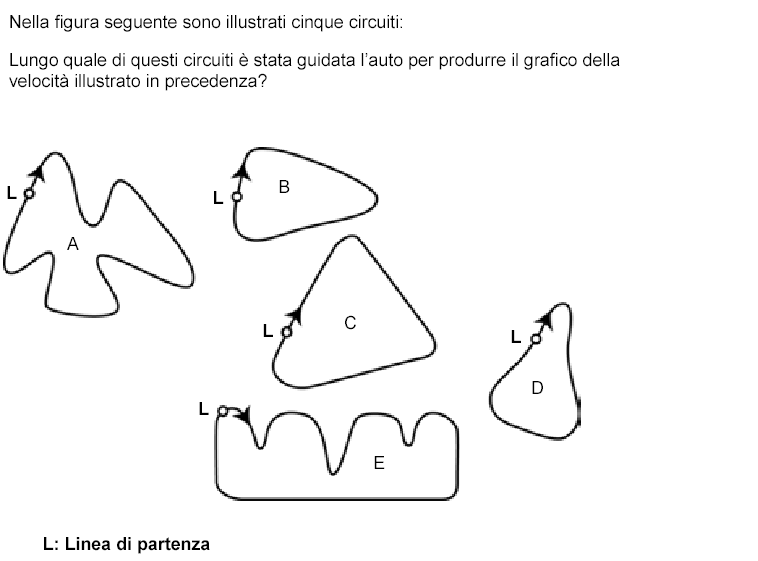 Nella figura seguente sono illustrati cinque circuiti:
Lungo quale di questi circuiti è stata guidata l'auto per produrre il grafico della
velocità illustrato in precedenza?
L
A
L
B
L
C
L
D
L
E
L: Linea di partenza